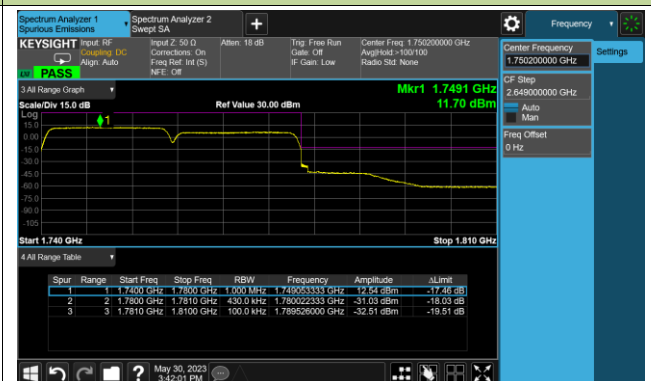 Spectrum Analyzer 1
Spurious Emissions
Spectrum Analyzer 2
Swept SA
+
Frequency
KEYSIGHT
Input: RF
Coupling: DC
Align: Auto
Input Z: 50 Ω
Corrections: On
Freq Ref: Int (S)
NFE: Off
Atten: 18 dB
Trig: Free Run
Gate: Off
IF Gain: Low
Center Freq: 1.750200000 GHz
Avg|Hold:>100/100
Radio Std: None
PASS
Center Frequency
1.750200000 GHz
Settings
CF Step
2.649000000 GHz
Auto
Man
Freq Offset
0 Hz
3 All Range Graph
Mkr1 1.7491 GHz
Scale/Div 15.0 dB
Ref Value 30.00 dBm
11.70 dBm
Log
1
15.0
0.00
-15.0
-30.0
-45.0
-60.0
-75.0
-90.0
-105
Start 1.740 GHz
Stop 1.810 GHz
4 All Range Table
Spur Range Start Freq Stop Freq RBW Frequency Amplitude ΔLimit
1 1 1.7400 GHz 1.7800 GHz 1.000 MHz 1.749053333 GHz 12.54 dBm -17.46 dB
2 2 1.7800 GHz 1.7810 GHz 430.0 kHz 1.780022333 GHz -31.03 dBm -18.03 dB
3 3 1.7810 GHz 1.8100 GHz 100.0 kHz 1.789526000 GHz -32.51 dBm -19.51 dB
?
May 30, 2023
3:42:01 PM